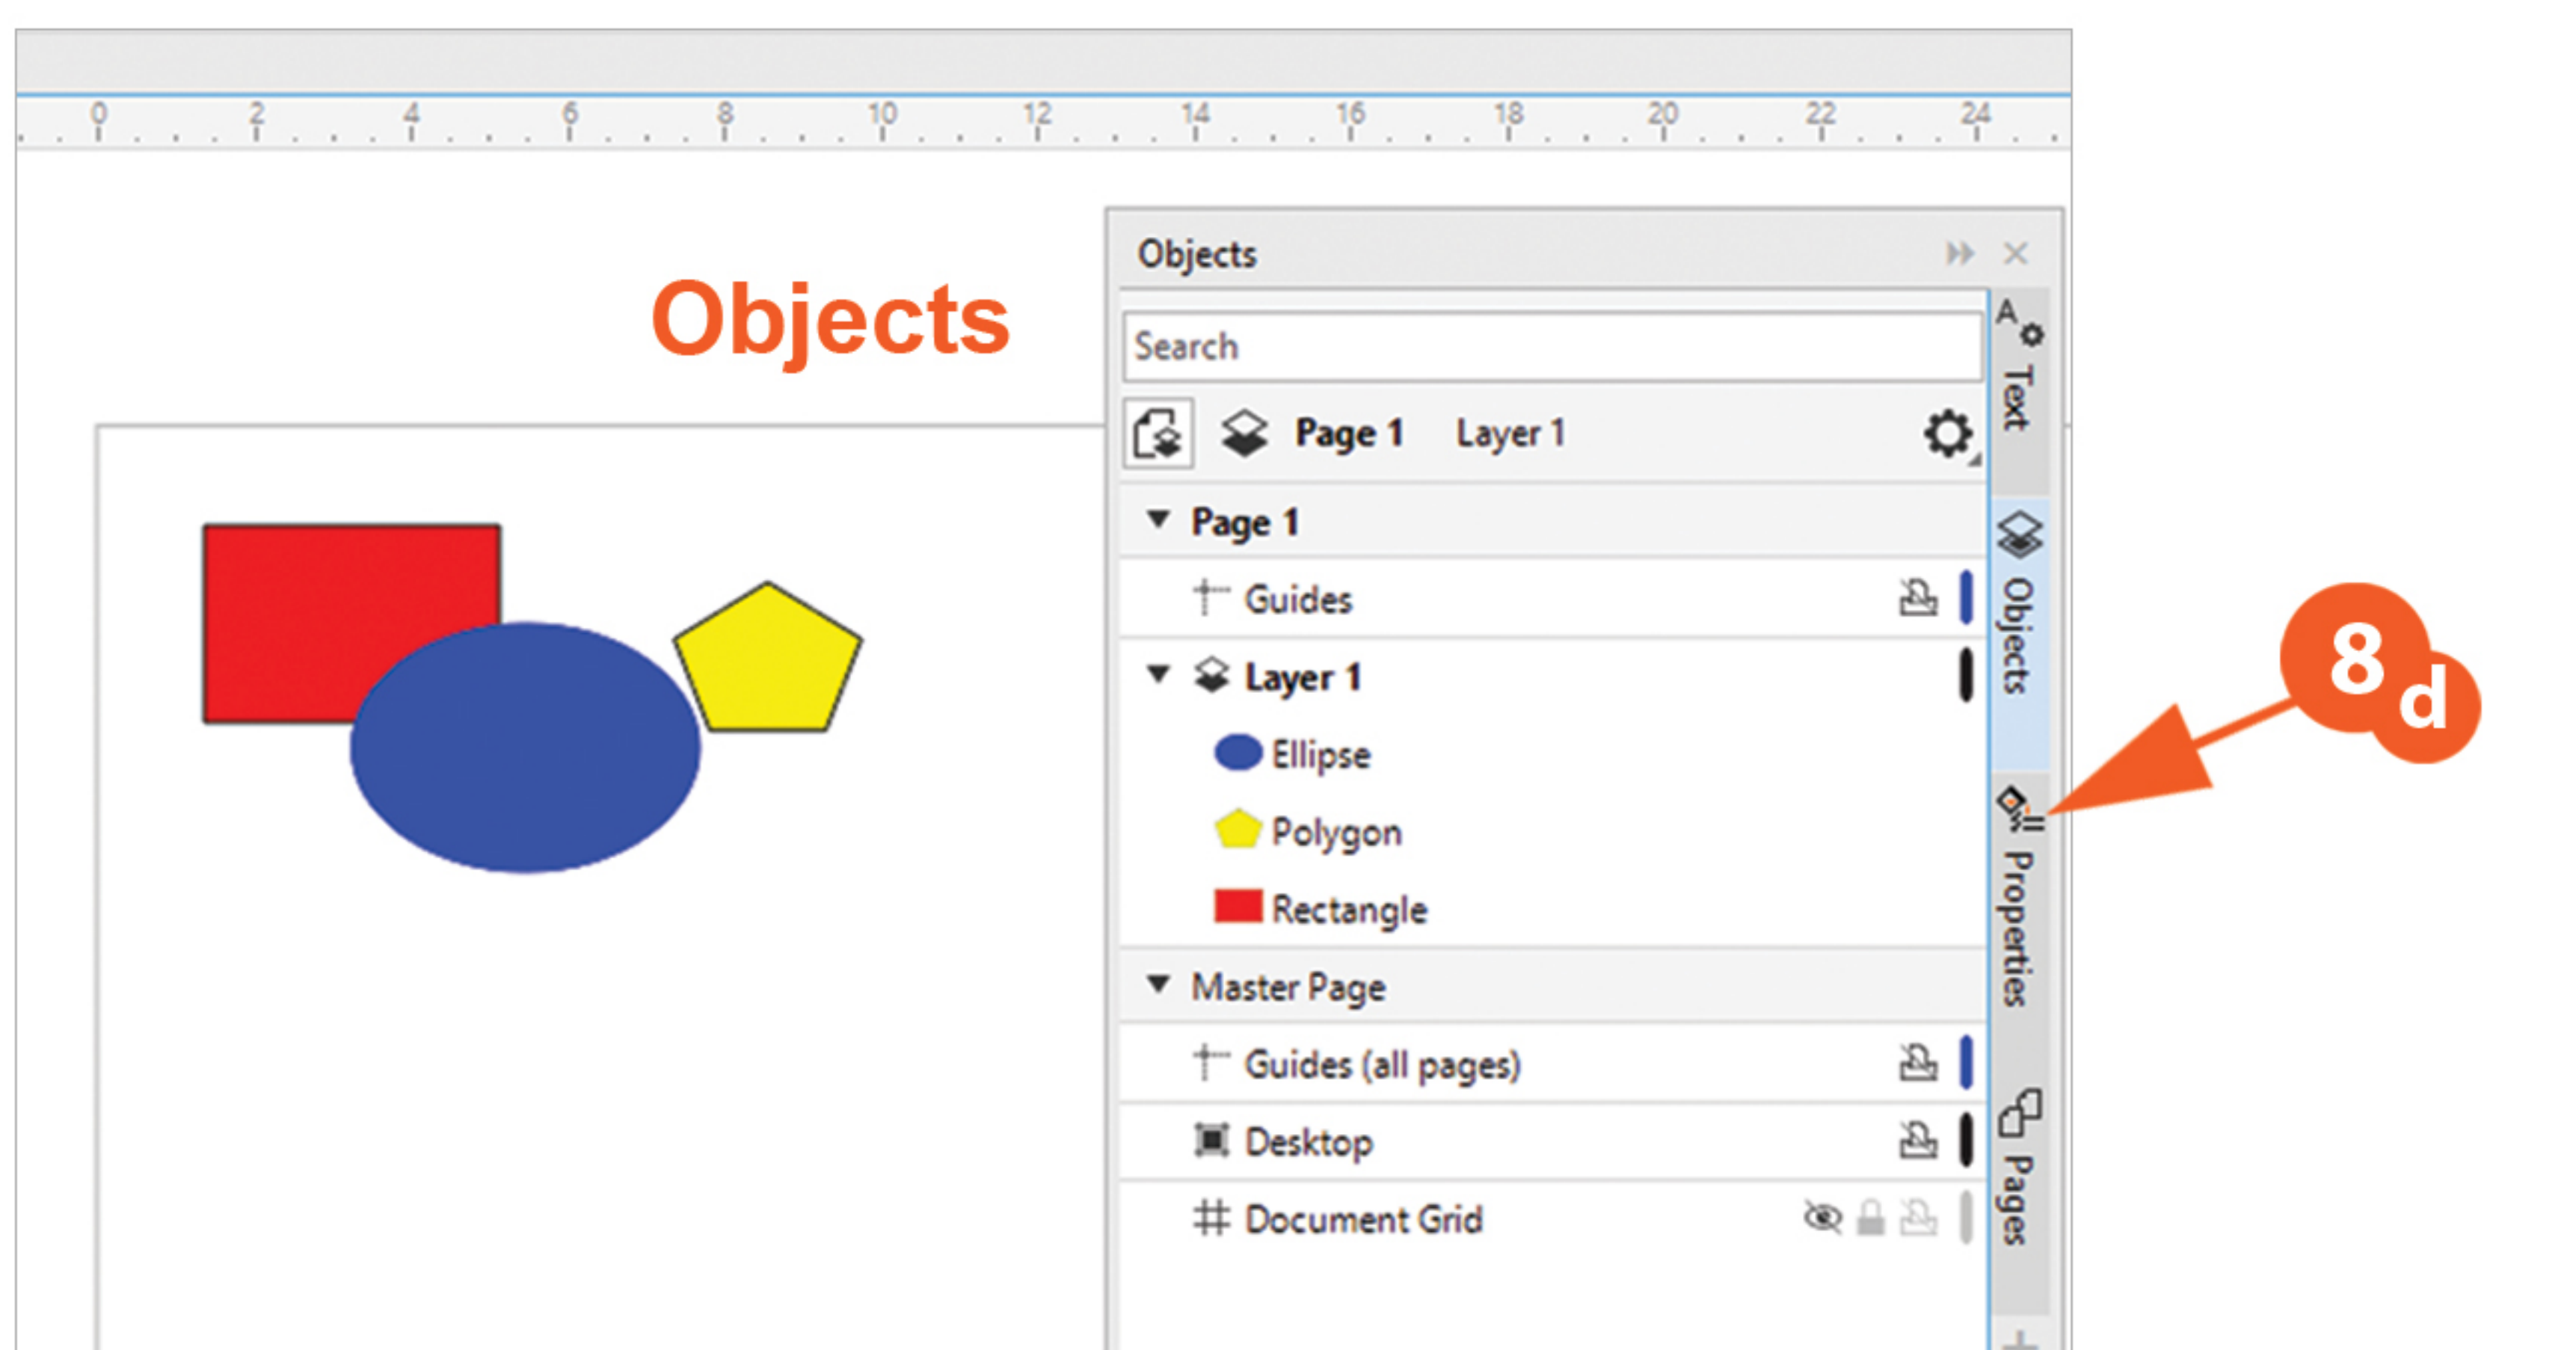 0 2 4 6 8 10 12 14 16 18 20 22 24
Objects
Objects
Search
Page 1 Layer 1
Page 1
Guides
Layer 1
Ellipse
Polygon
Rectangle
Master Page
Guides (all pages)
Desktop
Document Grid
Text
Objects
Properties
Pages
8 d